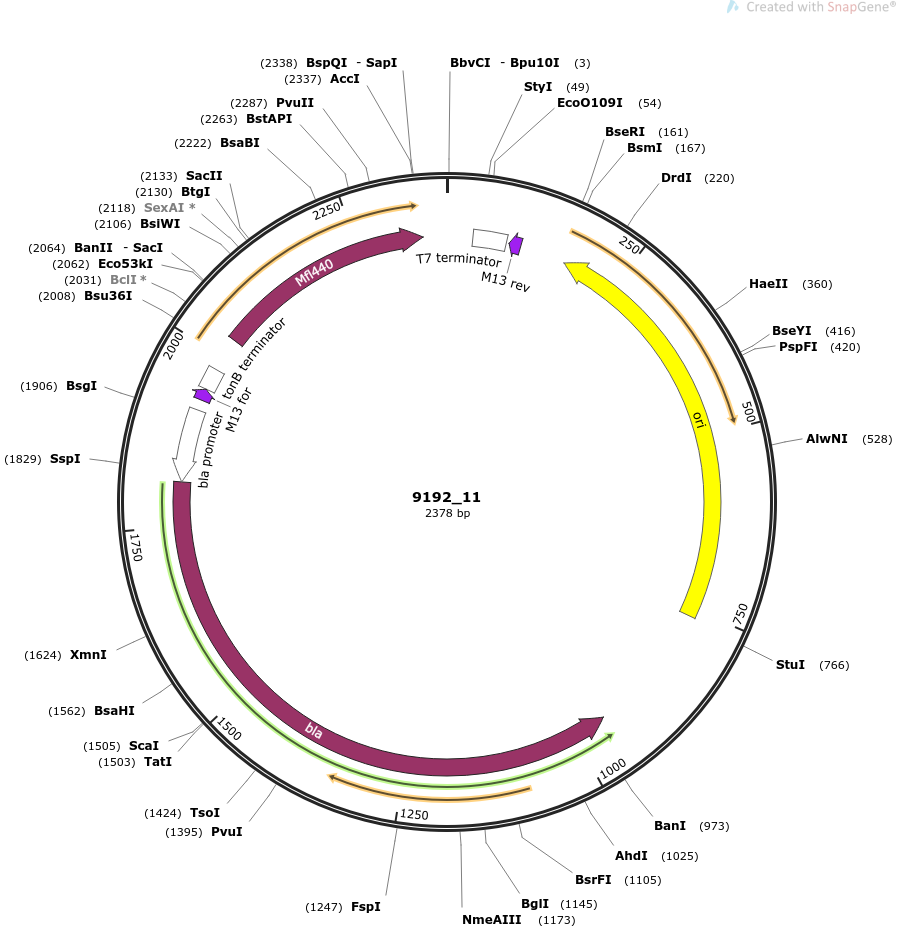 Created with SnapGene®
(2338) BspQI - SapI
(2337) AccI
(2287) PvuII
(2263) BstAPI
(2222) BsaBI
(2133) SacII
(2130) BtgI
(2118) SexAI *
(2106) BsiWI
(2064) BanII - SacI
(2062) Eco53kI
(2031) BclI *
(2008) Bsu36I
(1906) BsgI
(1829) SspI
(1624) XmnI
(1562) BsaHI
(1505) ScaI
(1503) TatI
(1424) TsoI
(1395) PvuI
(1247) FspI
BbvCI - Bpu10I (3)
StyI (49)
EcoO109I (54)
BseRI (161)
BsmI (167)
DrdI (220)
HaeII (360)
BseYI (416)
PspFI (420)
AlwNI (528)
StuI (766)
BanI (973)
AhdI (1025)
BsrFI (1105)
BglI (1145)
NmeAIII (1173)
250
500
750
1000
1250
1500
1750
2000
2250
T7 terminator
M13 rev
ori
bla
bla promoter
M13 for
tonB terminator
Mfl440
9192_11
2378 bp